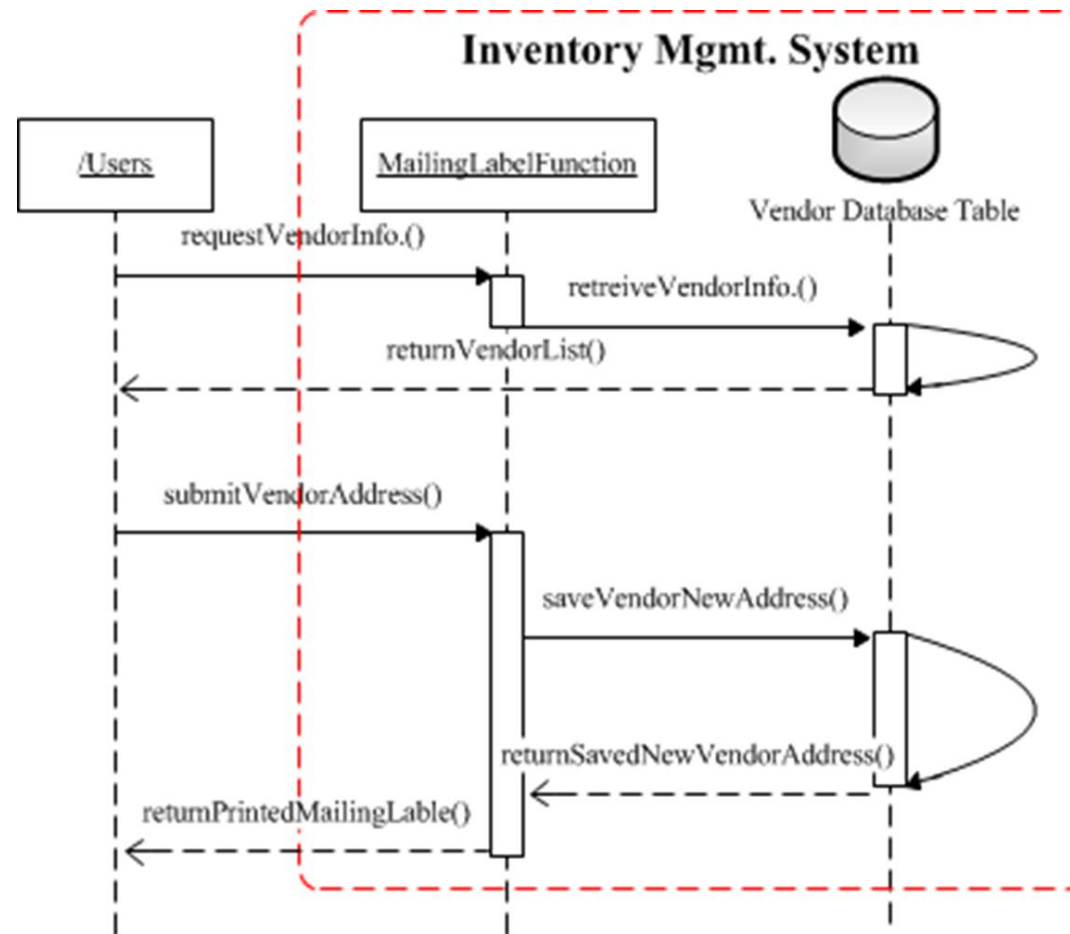 Inventory Mgmt. System
/Users
MailingLabelFunction
Vendor Database Table
requestVendorInfo.()
retreiveVendorInfo.()
returnVendorList()
submitVendorAddress()
saveVendorNewAddress()
returnSavedNewVendorAddress()
returnPrintedMailingLable()